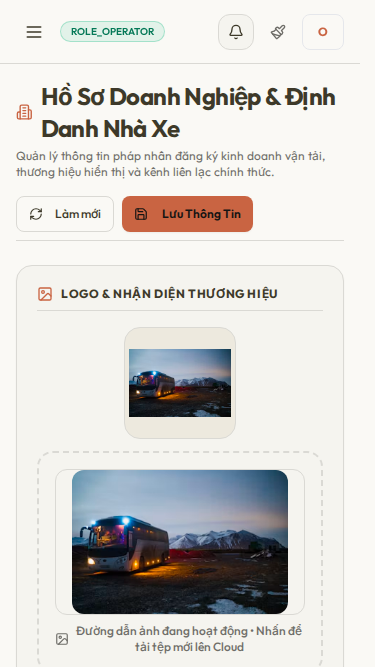 ROLE_OPERATOR
O
Hồ Sơ Doanh Nghiệp & Định
Danh Nhà Xe
Quản lý thông tin pháp nhân đăng ký kinh doanh vận tải,
thương hiệu hiển thị và kênh liên lạc chính thức.
Làm mới
Lưu Thông Tin
LOGO & NHẬN DIỆN THƯƠNG HIỆU
Đường dẫn ảnh đang hoạt động • Nhấn để
tải tệp mới lên Cloud